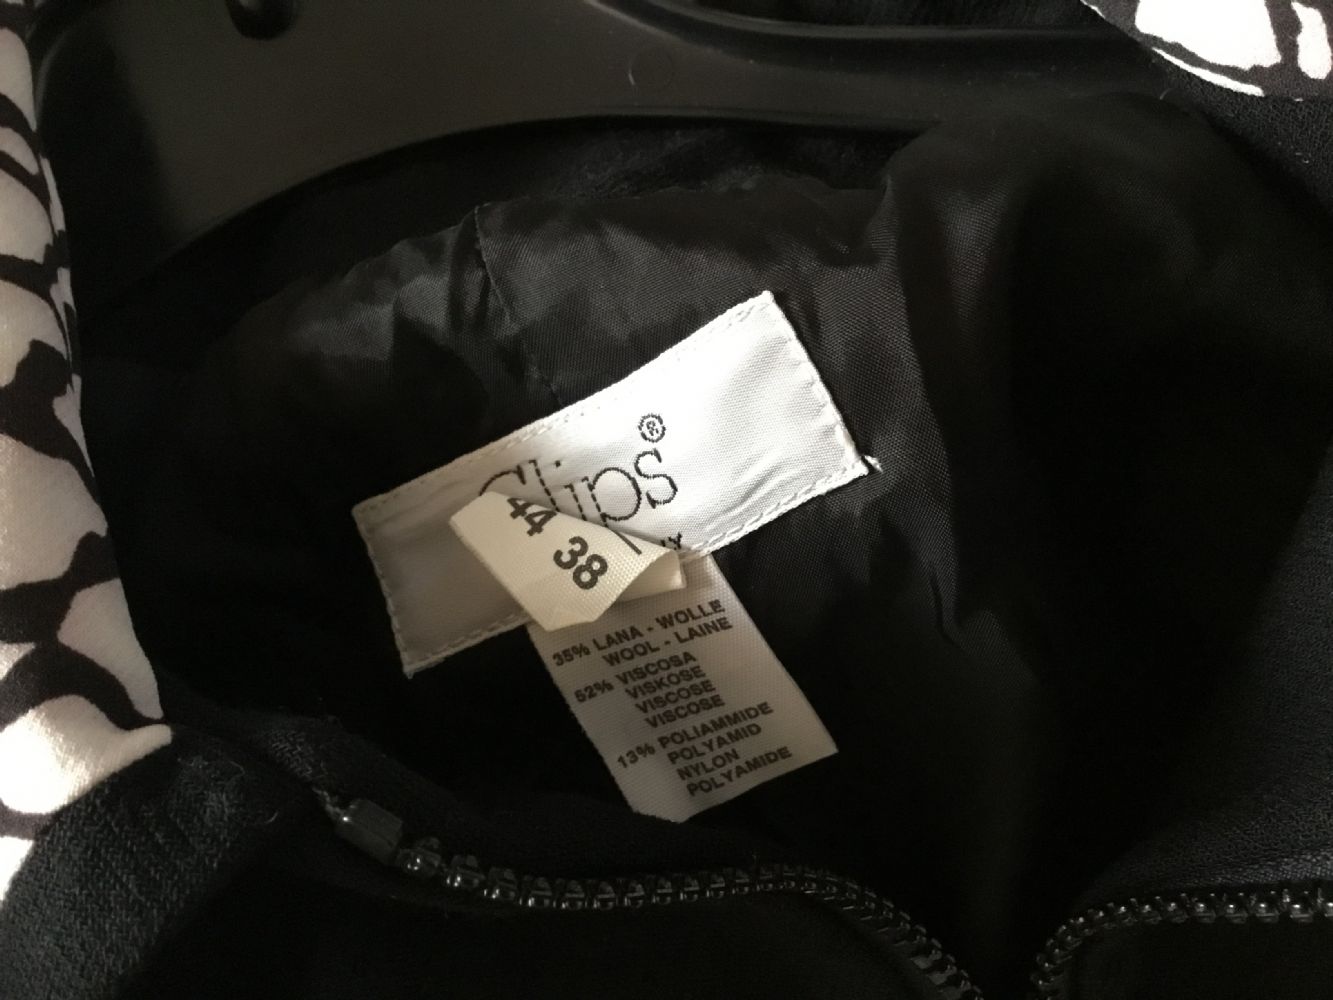 Clips®
44
38
35% LANA - WOLLE
WOOL - LAINE
52% VISCOSA
VISKOSE
VISCOSE
VISCOSE
13% POLIAMMIDE
POLYAMID
NYLON
POLYAMIDE